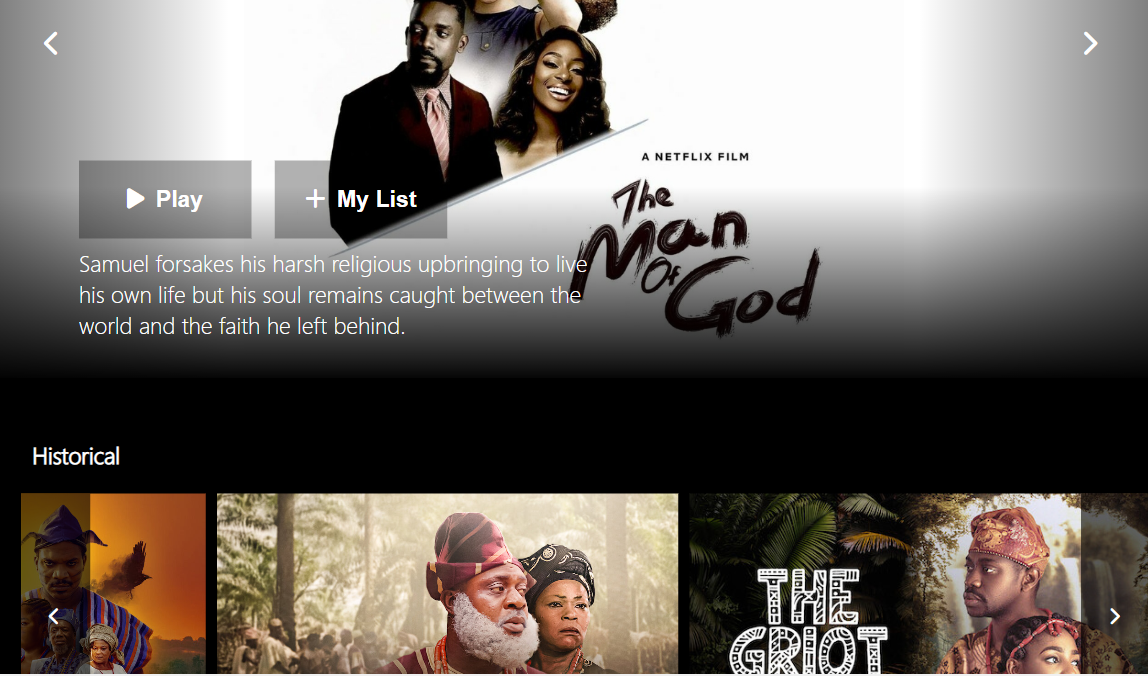 A NETFLIX FILM
The
Man
Of
God
Play
My List
Samuel forsakes his harsh religious upbringing to live
his own life but his soul remains caught between the
world and the faith he left behind.
Historical
THE
GRIOT